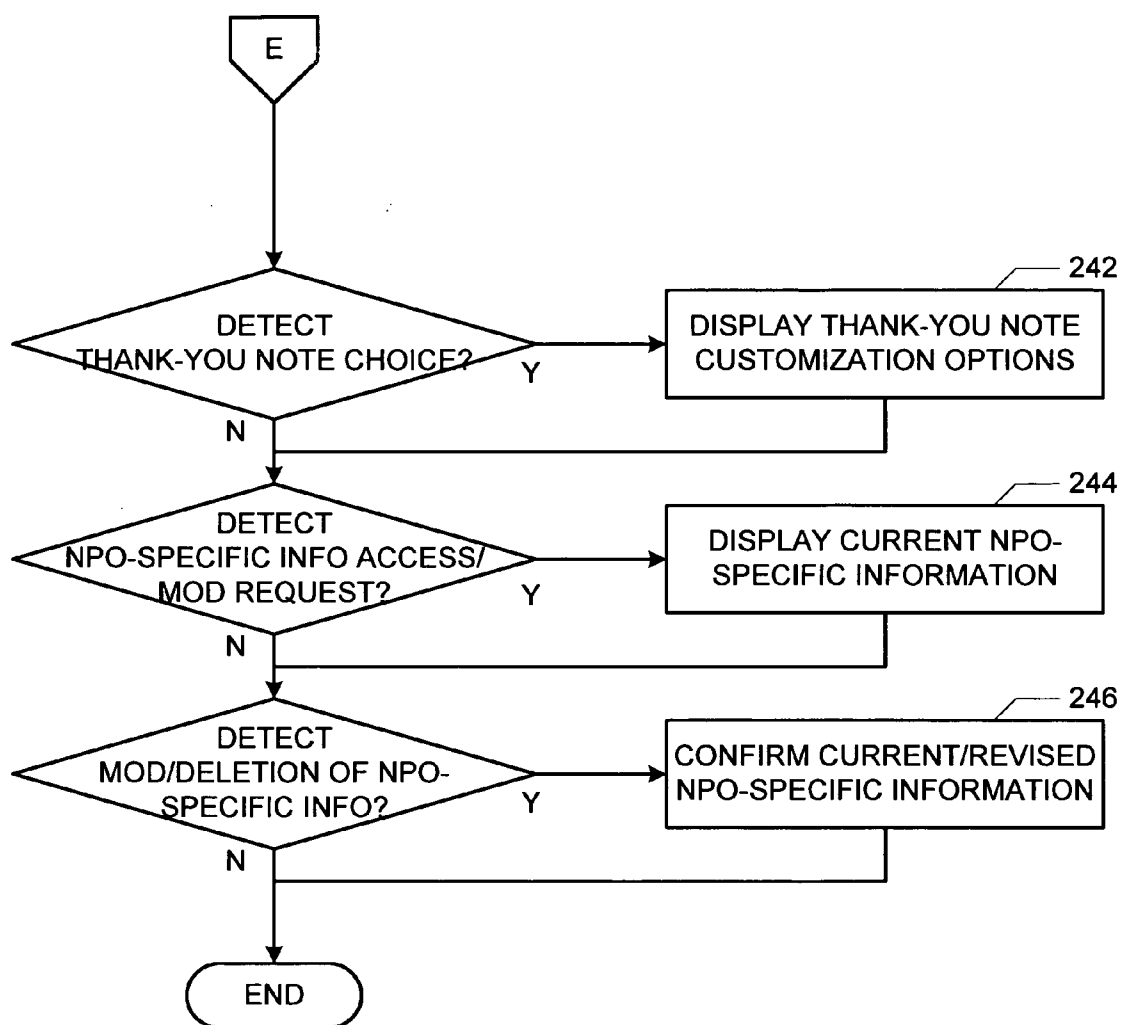 E
DETECT
THANK-YOU NOTE CHOICE?
Y
N
242
DISPLAY THANK-YOU NOTE
CUSTOMIZATION OPTIONS
DETECT
NPO-SPECIFIC INFO ACCESS/
MOD REQUEST?
Y
N
244
DISPLAY CURRENT NPO-
SPECIFIC INFORMATION
DETECT
MOD/DELETION OF NPO-
SPECIFIC INFO?
Y
N
246
CONFIRM CURRENT/REVISED
NPO-SPECIFIC INFORMATION
END